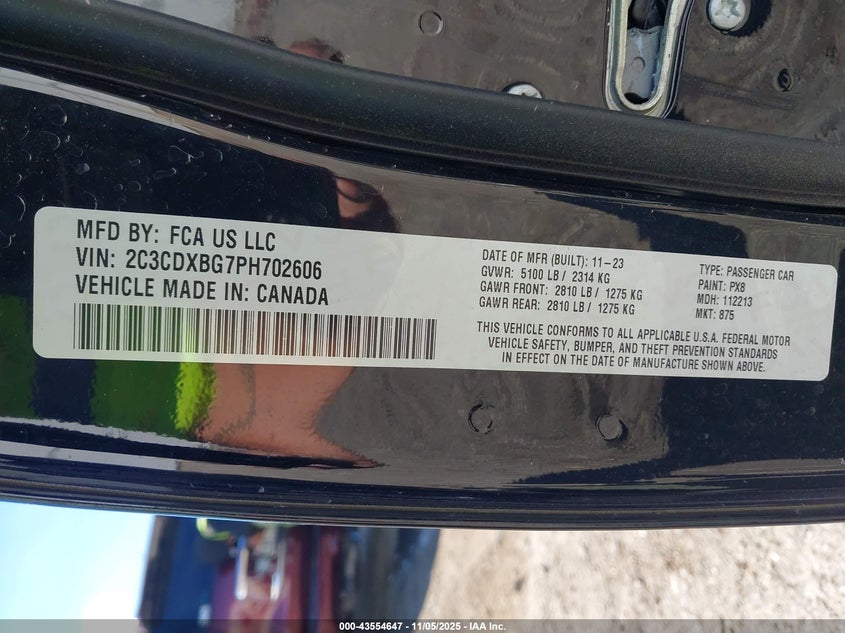 MFD BY: FCA US LLC
VIN: 2C3CDXBG7PH702606
VEHICLE MADE IN: CANADA
DATE OF MFR (BUILT): 11-23
GVWR: 5100 LB / 2314 KG
GAWR FRONT: 2810 LB / 1275 KG
GAWR REAR: 2810 LB / 1275 KG
TYPE: PASSENGER CAR
PAINT: PX8
MDH: 112213
MKT: 875
THIS VEHICLE CONFORMS TO ALL APPLICABLE U.S.A. FEDERAL MOTOR
VEHICLE SAFETY, BUMPER, AND THEFT PREVENTION STANDARDS
IN EFFECT ON THE DATE OF MANUFACTURE SHOWN ABOVE.
000-43554647 - 11/05/2025 - IAA Inc.